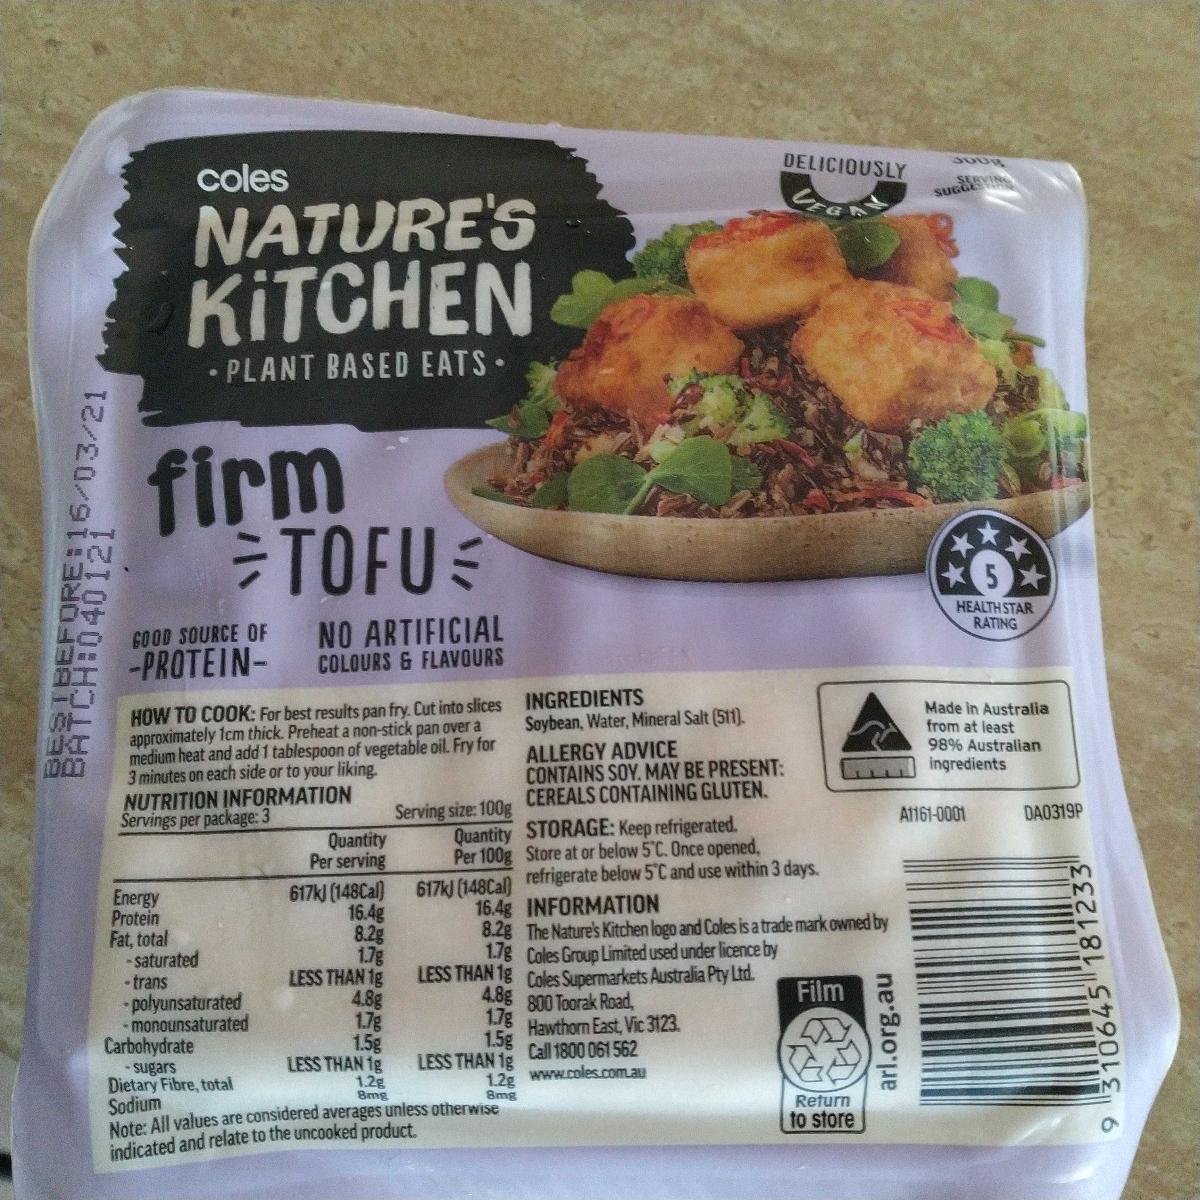 coles
NATURE'S
KiTCHEN
• PLANT BASED EATS •
DELICIOUSLY
VEGAN
300g
SERVING
SUGGESTION
firm
TOFU
GOOD SOURCE OF
-PROTEIN-
NO ARTIFICIAL
COLOURS & FLAVOURS
5
HEALTH STAR
RATING
BEST BEFORE:16/03/21
BATCH:040121
HOW TO COOK: For best results pan fry. Cut into slices
approximately 1cm thick. Preheat a non-stick pan over a
medium heat and add 1 tablespoon of vegetable oil. Fry for
3 minutes on each side or to your liking.
NUTRITION INFORMATION
Servings per package: 3 Serving size: 100g
Quantity Quantity
Per serving Per 100g
Energy 617kJ (148Cal) 617kJ (148Cal)
Protein 16.4g 16.4g
Fat, total 8.2g 8.2g
- saturated 1.7g 1.7g
- trans LESS THAN 1g LESS THAN 1g
- polyunsaturated 4.8g 4.8g
- monounsaturated 1.7g 1.7g
Carbohydrate 1.5g 1.5g
- sugars LESS THAN 1g LESS THAN 1g
Dietary Fibre, total 1.2g 1.2g
Sodium 8mg 8mg
Note: All values are considered averages unless otherwise
indicated and relate to the uncooked product.
INGREDIENTS
Soybean, Water, Mineral Salt (511).
ALLERGY ADVICE
CONTAINS SOY. MAY BE PRESENT:
CEREALS CONTAINING GLUTEN.
STORAGE: Keep refrigerated.
Store at or below 5°C. Once opened,
refrigerate below 5°C and use within 3 days.
INFORMATION
The Nature's Kitchen logo and Coles is a trade mark owned by
Coles Group Limited used under licence by
Coles Supermarkets Australia Pty Ltd.
800 Toorak Road,
Hawthorn East, Vic 3123.
Call 1800 061 562
www.coles.com.au
Made in Australia
from at least
98% Australian
ingredients
A1161-0001 DA0319P
Film
Return
to store
arl.org.au
9 310645 181233